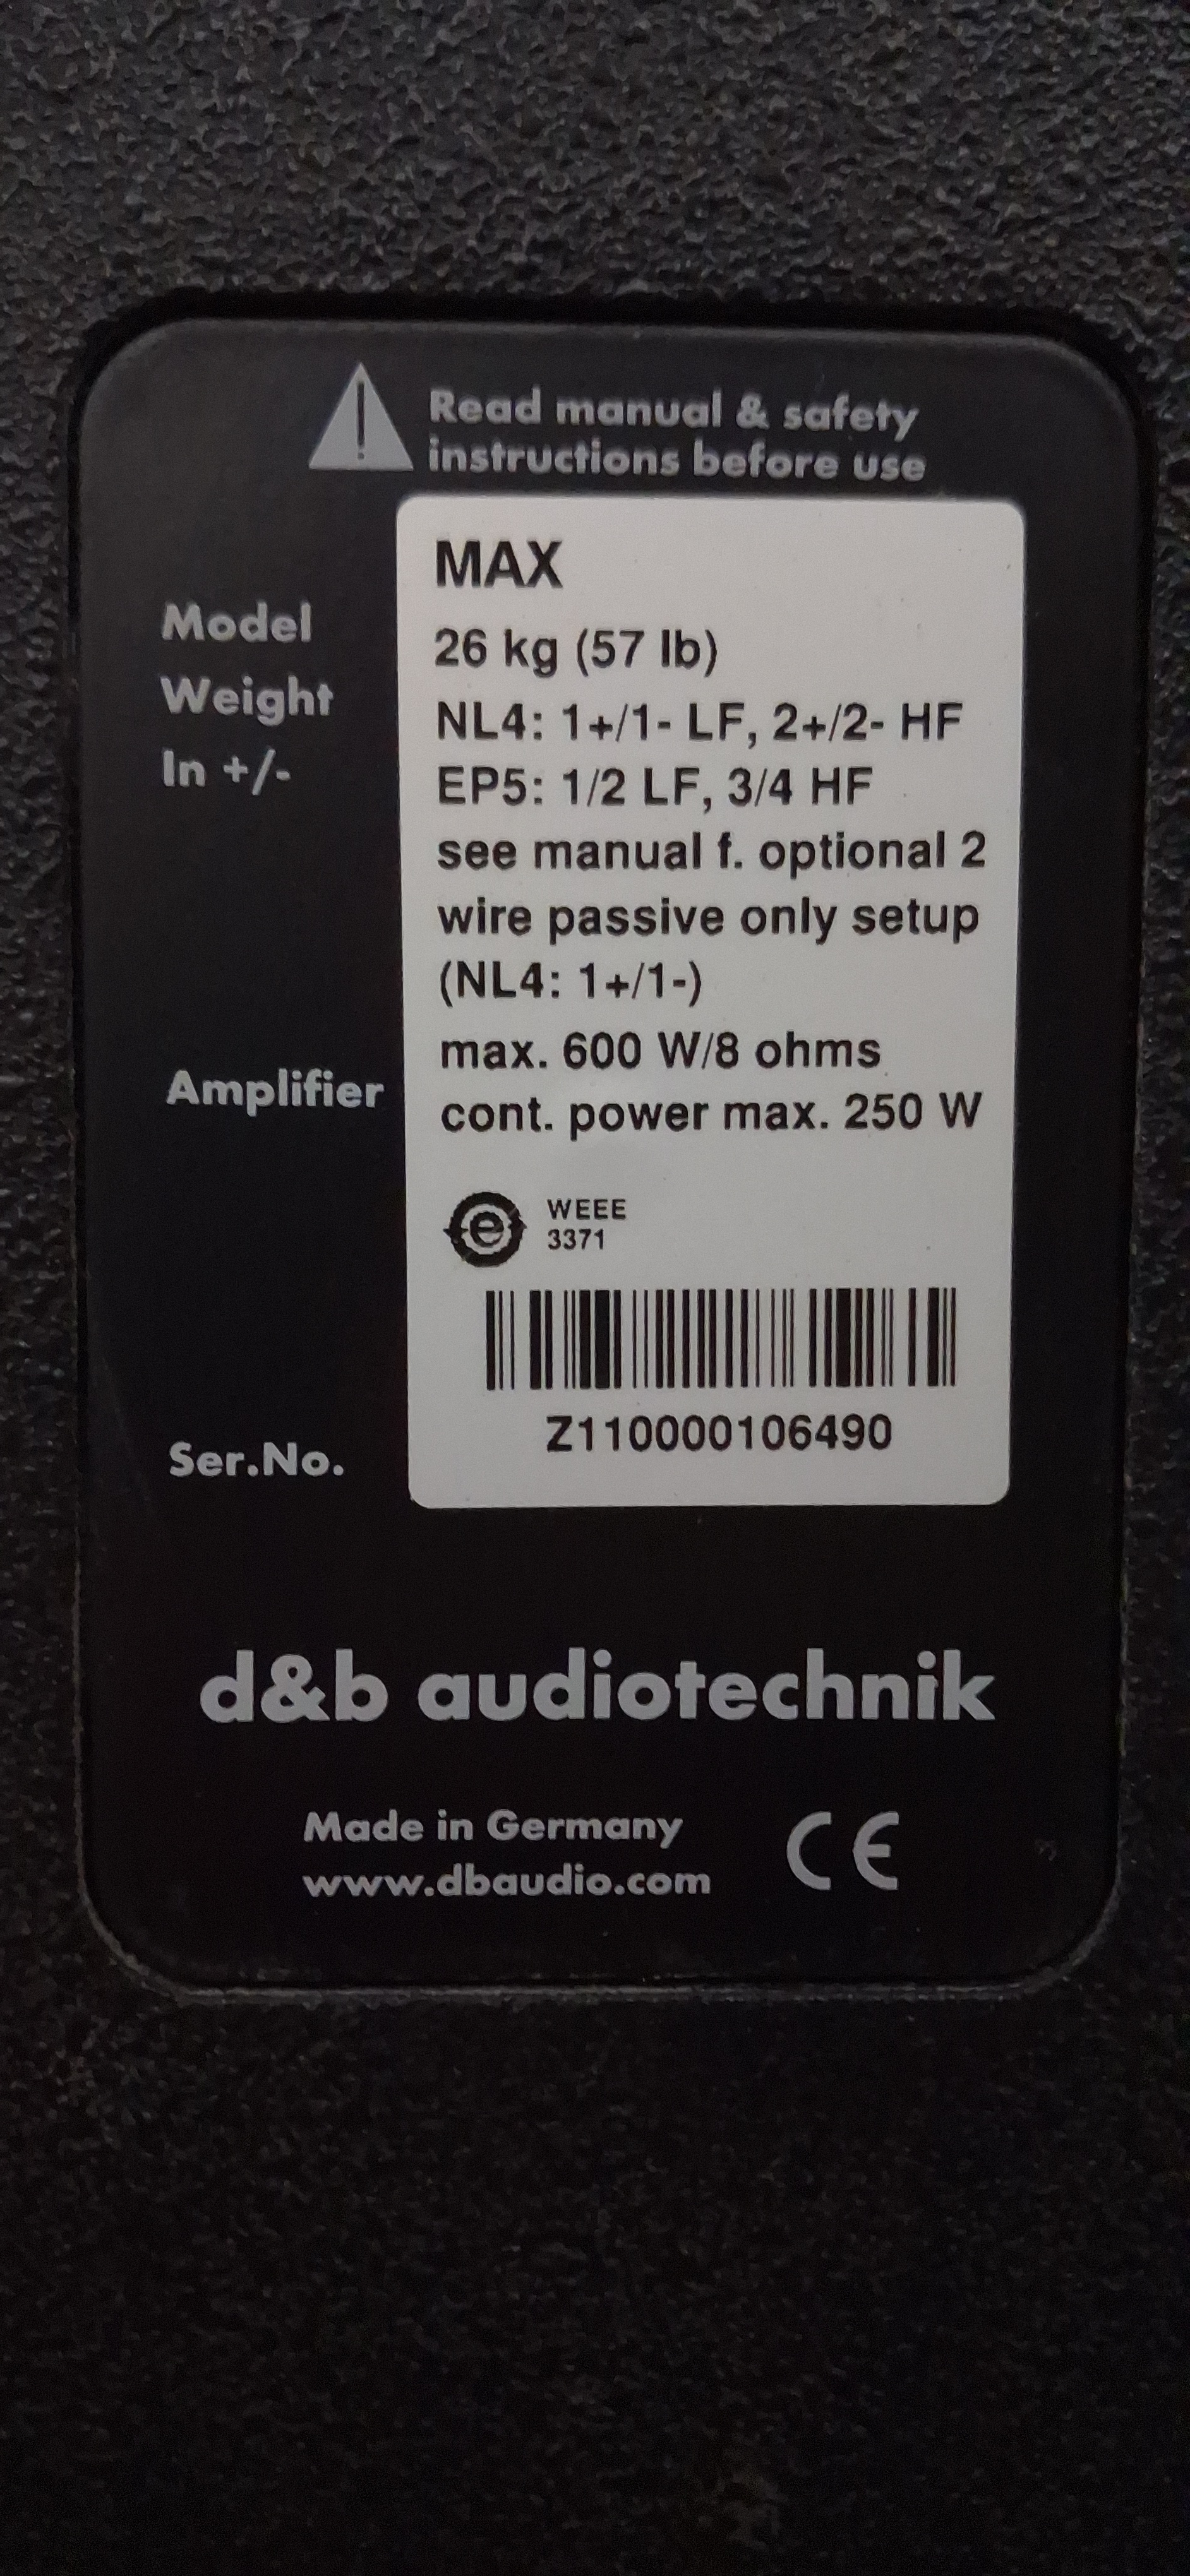 Read manual & safety
instructions before use
MAX
Model
26 kg (57 lb)
Weight
NL4: 1+/1- LF, 2+/2- HF
In +/-
EP5: 1/2 LF, 3/4 HF
see manual f. optional 2
wire passive only setup
(NL4: 1+/1-)
max. 600 W/8 ohms
Amplifier
cont. power max. 250 W
e
WEEE
3371
Z110000106490
Ser.No.
d&b audiotechnik
Made in Germany
CE
www.dbaudio.com